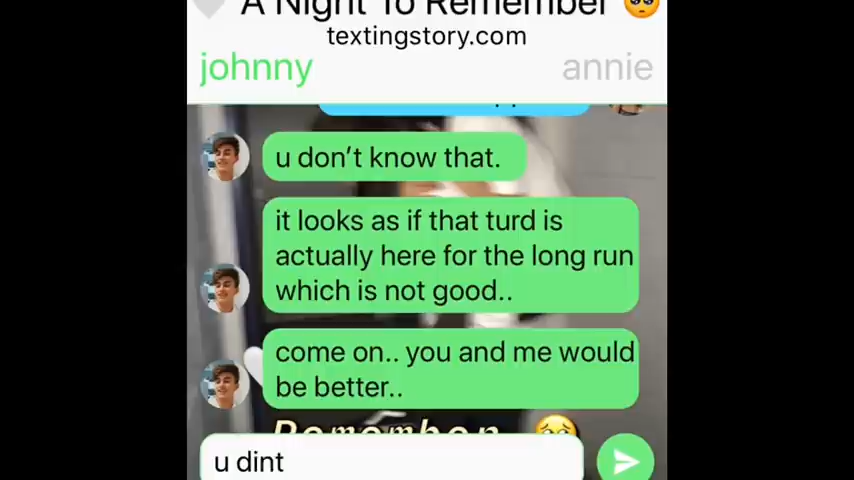 A Night To Remember 🥺
textingstory.com
johnny
annie
u don’t know that.
it looks as if that turd is
actually here for the long run
which is not good..
come on.. you and me would
be better..
Remember 🥺
u dint